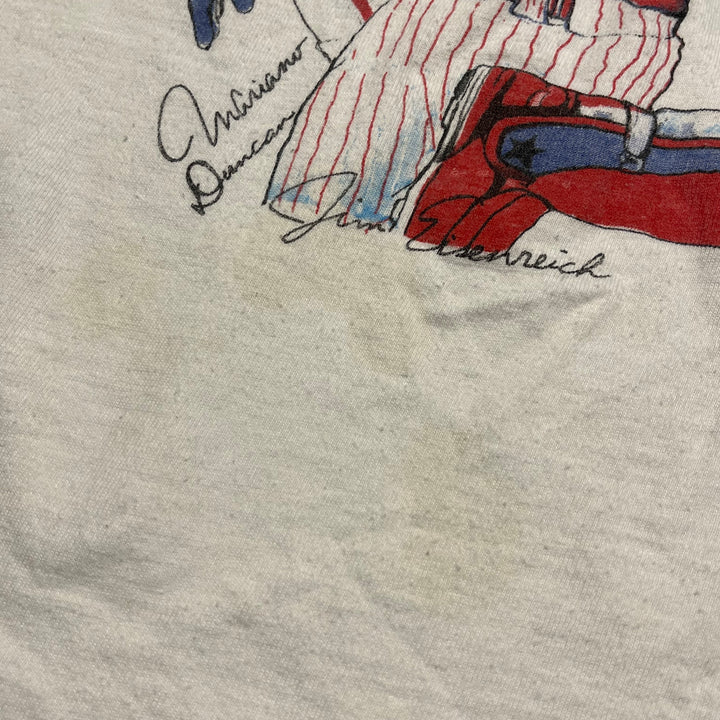 Mariano
Duncan
Jim Eisenreich